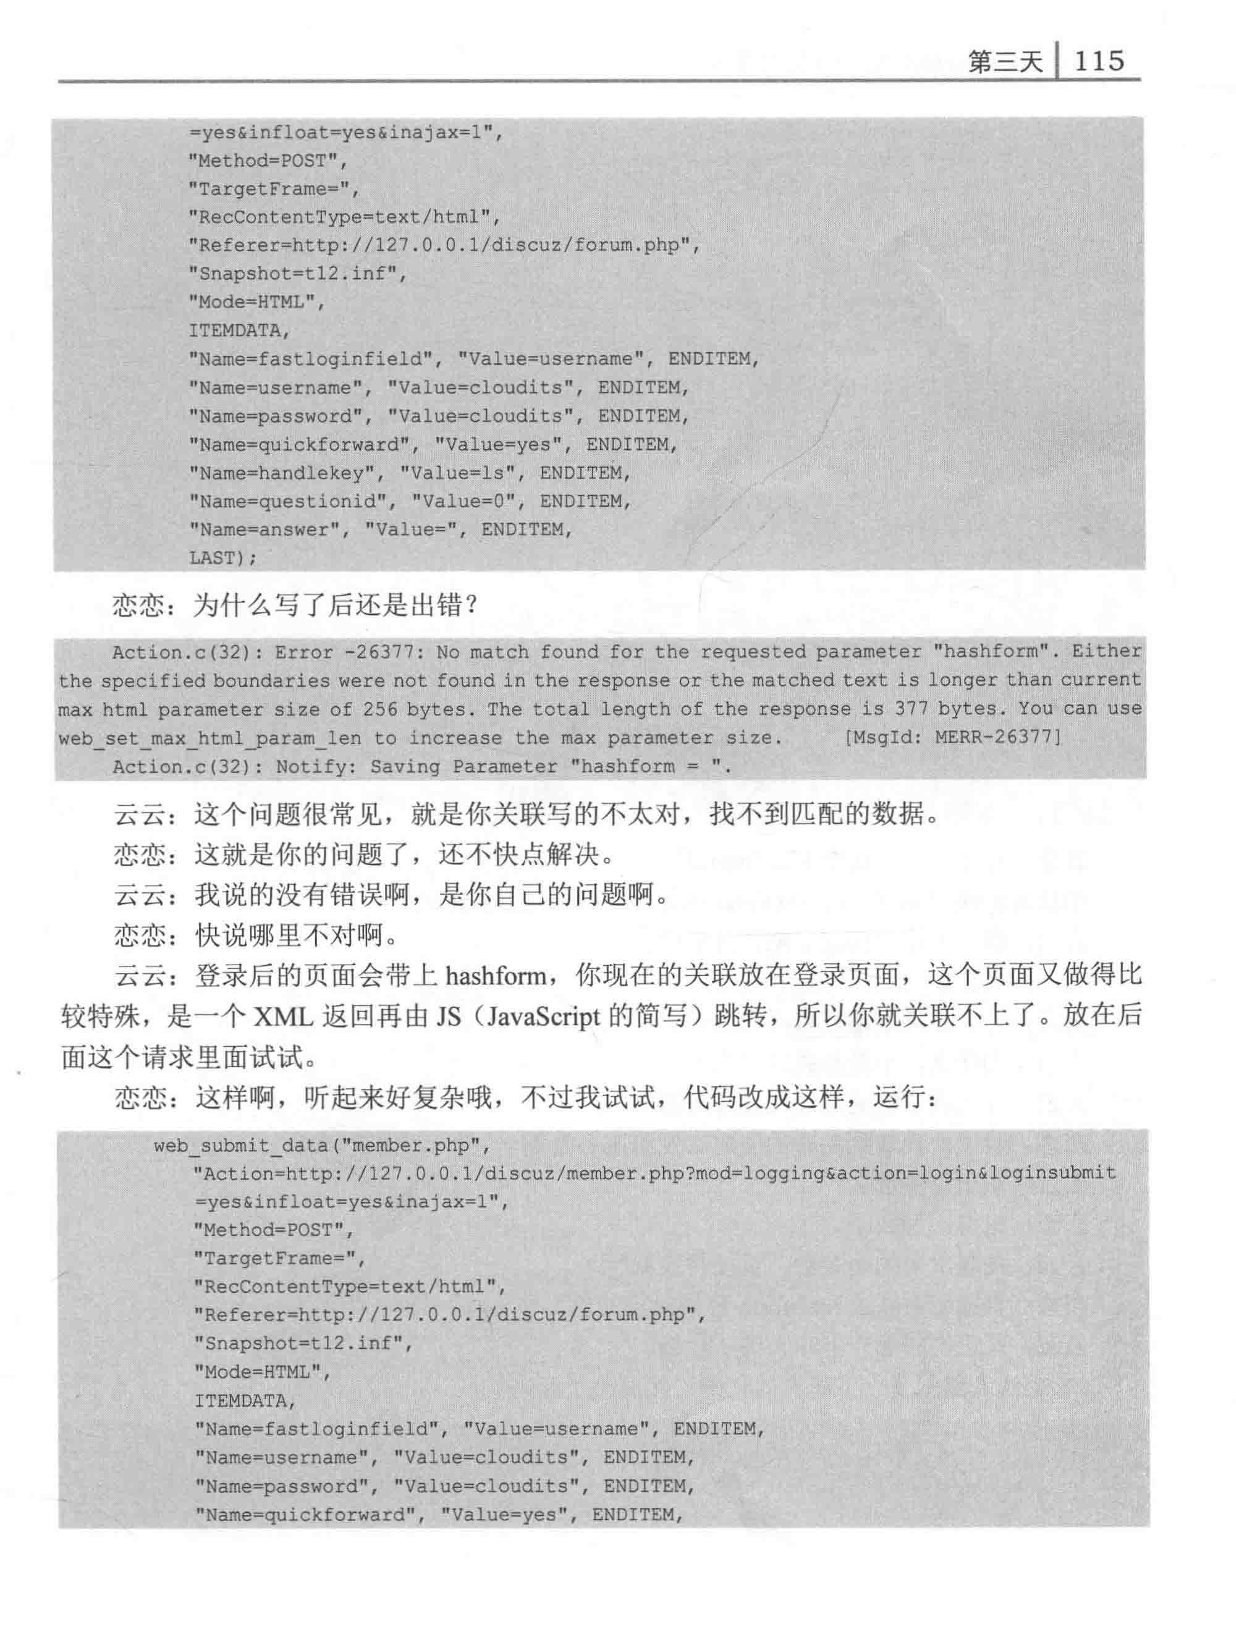 第三天 115
=yes&infloat=yes&inajax=1",
"Method=POST",
"TargetFrame=",
"RecContentType=text/html",
"Referer=http://127.0.0.1/discuz/forum.php",
"Snapshot=t12.inf",
"Mode=HTML",
ITEMDATA,
"Name=fastloginfield", "Value=username", ENDITEM,
"Name=username", "Value=cloudits", ENDITEM,
"Name=password", "Value=cloudits", ENDITEM,
"Name=quickforward", "Value=yes", ENDITEM,
"Name=handlekey", "Value=ls", ENDITEM,
"Name=questionid", "Value=0", ENDITEM,
"Name=answer", "Value=", ENDITEM,
LAST);
恋恋：为什么写了后还是出错？
Action.c(32): Error -26377: No match found for the requested parameter "hashform". Either
the specified boundaries were not found in the response or the matched text is longer than current
max html parameter size of 256 bytes. The total length of the response is 377 bytes. You can use
web_set_max_html_param_len to increase the max parameter size. [MsgId: MERR-26377]
Action.c(32): Notify: Saving Parameter "hashform = ".
云云：这个问题很常见，就是你关联写的不太对，找不到匹配的数据。
恋恋：这就是你的问题了，还不快点解决。
云云：我说的没有错误啊，是你自己的问题啊。
恋恋：快说哪里不对啊。
云云：登录后的页面会带上 hashform，你现在的关联放在登录页面，这个页面又做得比
较特殊，是一个 XML 返回再由 JS（JavaScript 的简写）跳转，所以你就关联不上了。放在后
面这个请求里面试试。
恋恋：这样啊，听起来好复杂哦，不过我试试，代码改成这样，运行：
web_submit_data("member.php",
"Action=http://127.0.0.1/discuz/member.php?mod=logging&action=login&loginsubmit
=yes&infloat=yes&inajax=1",
"Method=POST",
"TargetFrame=",
"RecContentType=text/html",
"Referer=http://127.0.0.1/discuz/forum.php",
"Snapshot=t12.inf",
"Mode=HTML",
ITEMDATA,
"Name=fastloginfield", "Value=username", ENDITEM,
"Name=username", "Value=cloudits", ENDITEM,
"Name=password", "Value=cloudits", ENDITEM,
"Name=quickforward", "Value=yes", ENDITEM,